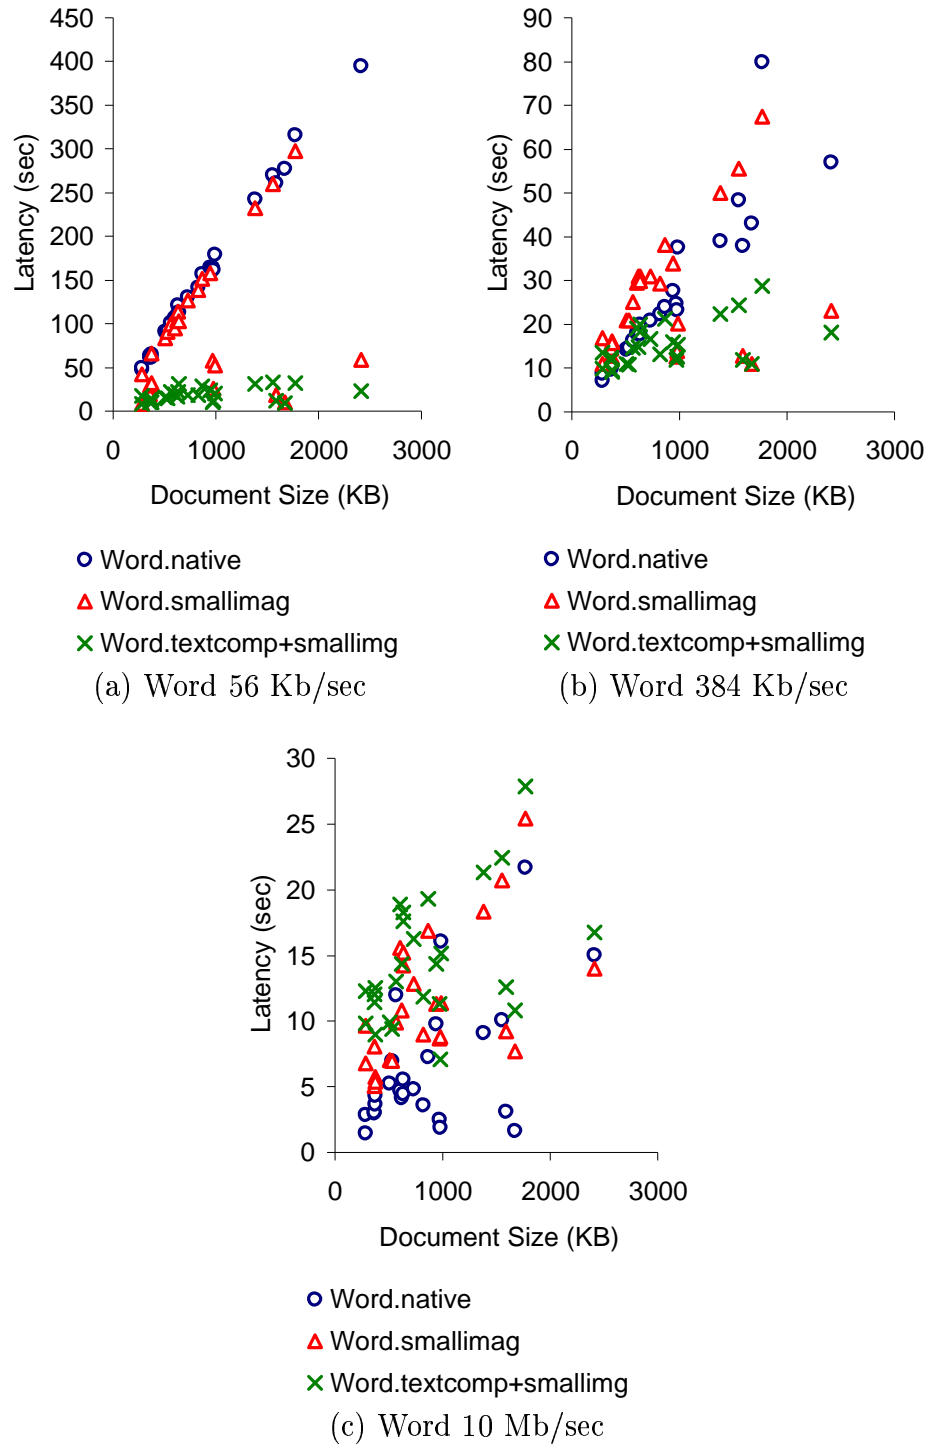 450
400
350
300
250
200
150
100
50
0
Latency (sec)
0 1000 2000 3000
Document Size (KB)
Word.native
Word.smallimag
Word.textcomp+smallimg
(a) Word 56 Kb/sec
90
80
70
60
50
40
30
20
10
0
Latency (sec)
0 1000 2000 3000
Document Size (KB)
Word.native
Word.smallimag
Word.textcomp+smallimg
(b) Word 384 Kb/sec
30
25
20
15
10
5
0
Latency (sec)
0 1000 2000 3000
Document Size (KB)
Word.native
Word.smallimag
Word.textcomp+smallimg
(c) Word 10 Mb/sec